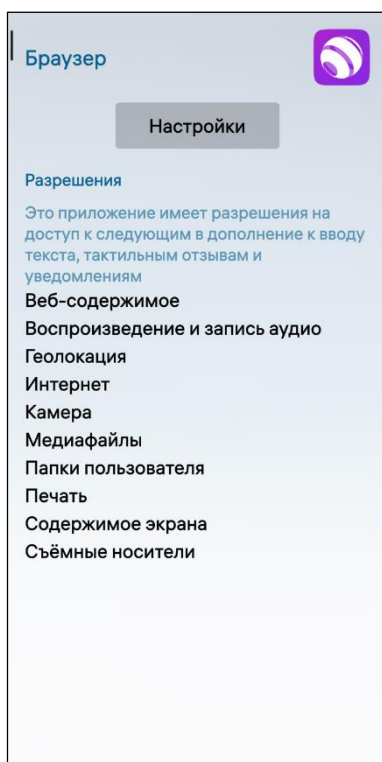 Браузер
Настройки
Разрешения
Это приложение имеет разрешения на
доступ к следующим в дополнение к вводу
текста, тактильным отзывам и
уведомлениям
Веб-содержимое
Воспроизведение и запись аудио
Геолокация
Интернет
Камера
Медиафайлы
Папки пользователя
Печать
Содержимое экрана
Съёмные носители